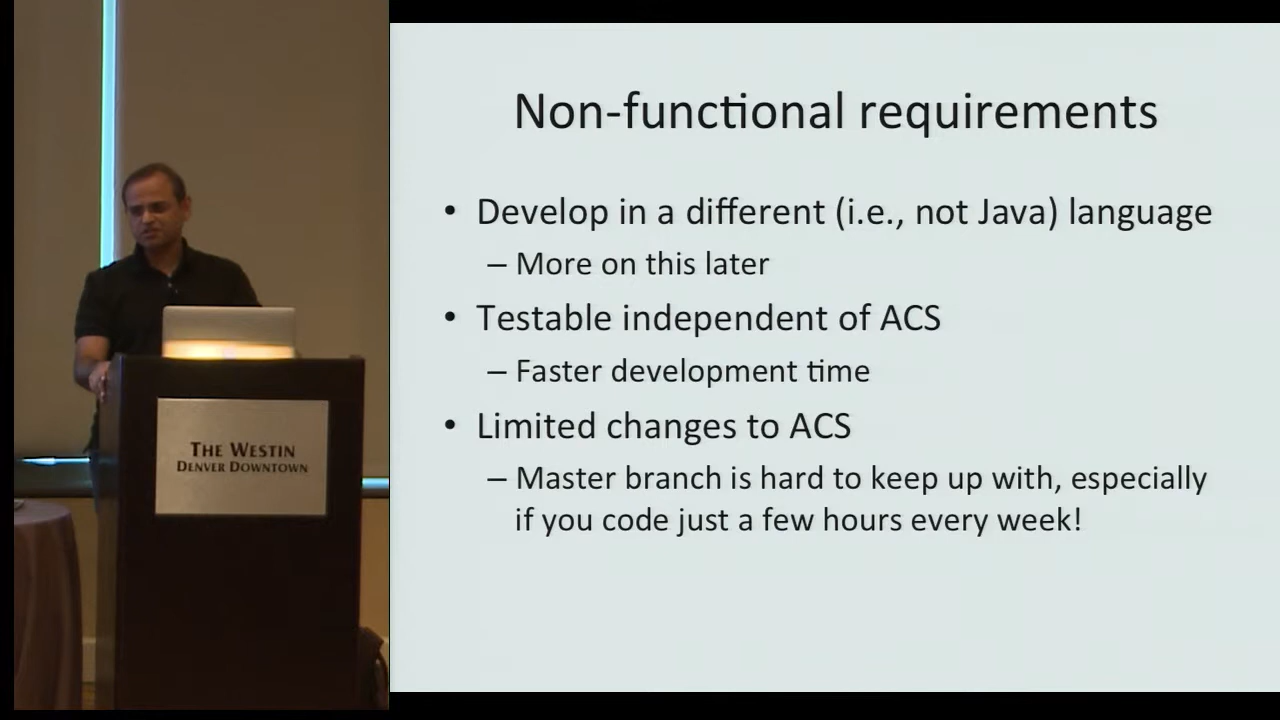 Non-functional requirements
• Develop in a different (i.e., not Java) language
– More on this later
• Testable independent of ACS
– Faster development time
• Limited changes to ACS
– Master branch is hard to keep up with, especially
if you code just a few hours every week!
THE WESTIN
DENVER DOWNTOWN